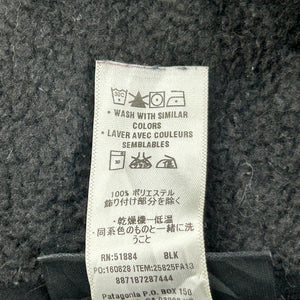 • WASH WITH SIMILAR
COLORS
• LAVER AVEC COULEURS
SEMBLABLES
100% ポリエステル
飾り付け部分を除く
・乾燥機ー低温
・同系色のものと一緒に洗
うこと
RN:51884 BLK
PO:160828 ITEM:25825FA13
887187287444
Patagonia P.O. BOX 150